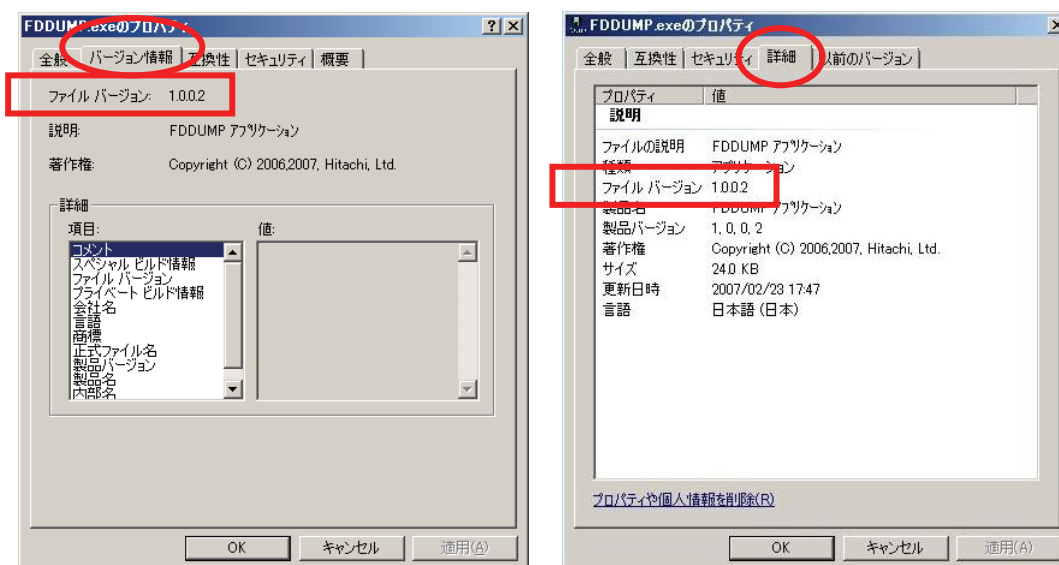 FDDUMP.exeのプロパティ
全般 バージョン情報 互換性 セキュリティ 概要
ファイル バージョン: 1.0.0.2
説明: FDDUMP アプリケーション
著作権: Copyright (C) 2006,2007, Hitachi, Ltd.
詳細
項目: 値:
コメント
スペシャル ビルド情報
ファイル バージョン
プライベート ビルド情報
会社名
言語
商標
正式ファイル名
製品バージョン
製品名
内部名
OK キャンセル 適用(A)
FDDUMP.exeのプロパティ
全般 互換性 セキュリティ 詳細 以前のバージョン
プロパティ 値
説明
ファイルの説明 FDDUMP アプリケーション
種類 アプリケーション
ファイル バージョン 1.0.0.2
製品名 FDDUMP アプリケーション
製品バージョン 1, 0, 0, 2
著作権 Copyright (C) 2006,2007, Hitachi, Ltd.
サイズ 24.0 KB
更新日時 2007/02/23 17:47
言語 日本語 (日本)
プロパティや個人情報を削除(R)
OK キャンセル 適用(A)